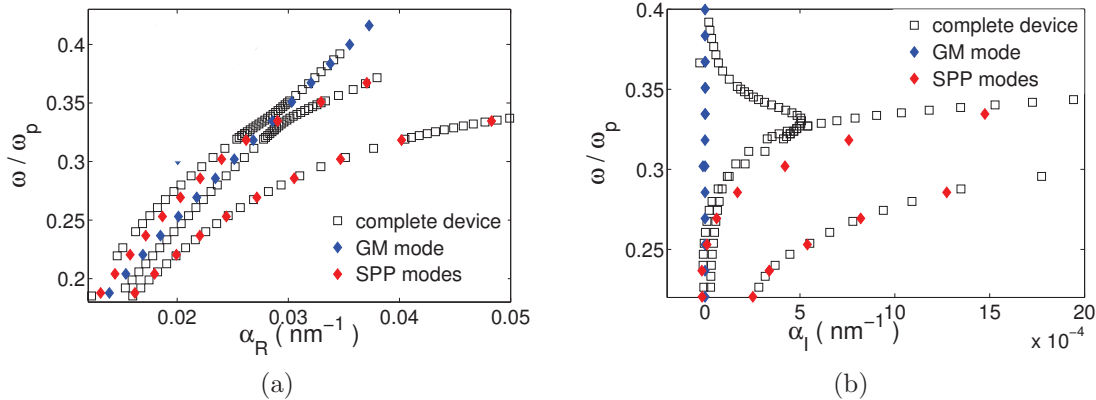 0.4
0.35
0.3
0.25
0.2
ω / ω_p
0.02 0.03 0.04 0.05
α_R ( nm⁻¹ )
complete device
GM mode
SPP modes
(a)
0.4
0.35
0.3
0.25
ω / ω_p
0 5 10 15 20
α_I ( nm⁻¹ )
x 10⁻⁴
complete device
GM mode
SPP modes
(b)